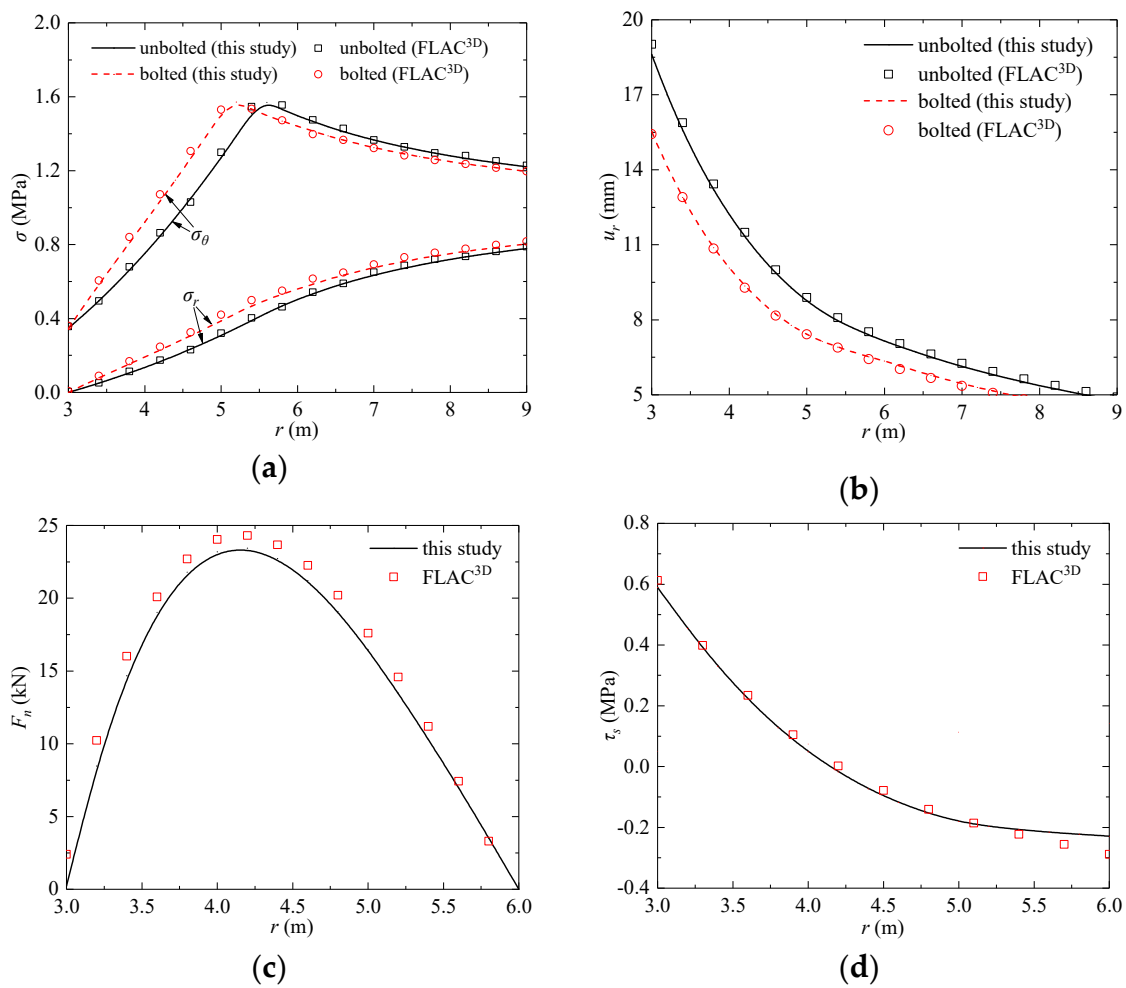 unbolted (this study) unbolted (FLAC3D)
bolted (this study) bolted (FLAC3D)
2.0
1.6
1.2
0.8
0.4
0.0
σ (MPa)
σθ
σr
3 4 5 6 7 8 9
r (m)
(a)
unbolted (this study)
unbolted (FLAC3D)
bolted (this study)
bolted (FLAC3D)
20
17
14
11
8
5
ur (mm)
3 4 5 6 7 8 9
r (m)
(b)
this study
FLAC3D
25
20
15
10
5
0
Fn (kN)
3.0 3.5 4.0 4.5 5.0 5.5 6.0
r (m)
(c)
this study
FLAC3D
0.8
0.6
0.4
0.2
0.0
-0.2
-0.4
τs (MPa)
3.0 3.5 4.0 4.5 5.0 5.5 6.0
r (m)
(d)